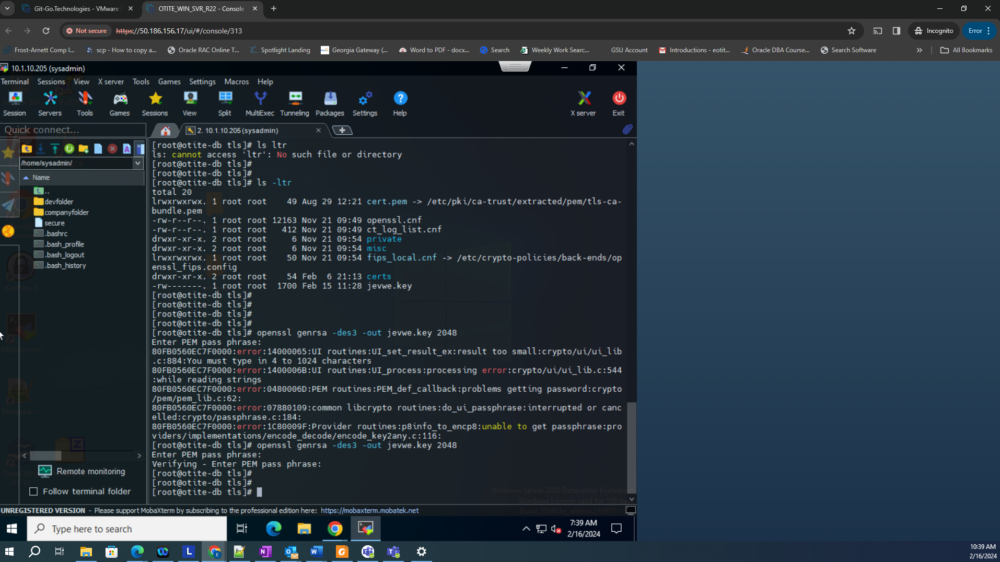 Git-Go.Technologies - VMware
OTITE_WIN_SVR_R22 - Console
Not secure
https://50.186.156.17/ui/#/console/313
Incognito
Error
Frost-Arnett Comp I...
scp - How to copy a...
Oracle RAC Online T...
Spotlight Landing
Georgia Gateway (...
Word to PDF - docx...
Search
Weekly Work Searc...
GSU Account
Introductions - eotit...
Oracle DBA Course...
Search Software
All Bookmarks
10.1.10.205 (sysadmin)
Terminal Sessions View X server Tools Games Settings Macros Help
Session Servers Tools Games Sessions View Split MultiExec Tunneling Packages Settings Help X server Exit
Quick connect...
2. 10.1.10.205 (sysadmin)
/home/sysadmin/
Name
..
devfolder
companyfolder
secure
.bashrc
.bash_profile
.bash_logout
.bash_history
Remote monitoring
Follow terminal folder
[root@otite-db tls]# ls ltr
ls: cannot access 'ltr': No such file or directory
[root@otite-db tls]#
[root@otite-db tls]#
[root@otite-db tls]# ls -ltr
total 20
lrwxrwxrwx. 1 root root    49 Aug 29 12:21 cert.pem -> /etc/pki/ca-trust/extracted/pem/tls-ca-
bundle.pem
-rw-r--r--. 1 root root 12163 Nov 21 09:49 openssl.cnf
-rw-r--r--. 1 root root   412 Nov 21 09:49 ct_log_list.cnf
drwxr-xr-x. 2 root root     6 Nov 21 09:54 private
drwxr-xr-x. 2 root root     6 Nov 21 09:54 misc
lrwxrwxrwx. 1 root root    50 Nov 21 09:54 fips_local.cnf -> /etc/crypto-policies/back-ends/op
enssl_fips.config
drwxr-xr-x. 2 root root    54 Feb  6 21:13 certs
-rw-------. 1 root root  1700 Feb 15 11:28 jevwe.key
[root@otite-db tls]#
[root@otite-db tls]#
[root@otite-db tls]#
[root@otite-db tls]#
[root@otite-db tls]# openssl genrsa -des3 -out jevwe.key 2048
Enter PEM pass phrase:
80FB0560EC7F0000:error:14000065:UI routines:UI_set_result_ex:result too small:crypto/ui/ui_lib
.c:884:You must type in 4 to 1024 characters
80FB0560EC7F0000:error:1400006B:UI routines:UI_process:processing error:crypto/ui/ui_lib.c:544
:while reading strings
80FB0560EC7F0000:error:0480006D:PEM routines:PEM_def_callback:problems getting password:crypto
/pem/pem_lib.c:62:
80FB0560EC7F0000:error:07880109:common libcrypto routines:do_ui_passphrase:interrupted or canc
elled:crypto/passphrase.c:184:
80FB0560EC7F0000:error:1C80009F:Provider routines:p8info_to_encp8:unable to get passphrase:pro
viders/implementations/encode_decode/encode_key2any.c:116:
[root@otite-db tls]# openssl genrsa -des3 -out jevwe.key 2048
Enter PEM pass phrase:
Verifying - Enter PEM pass phrase:
[root@otite-db tls]#
[root@otite-db tls]#
[root@otite-db tls]#
Windows Server 2022 Datacenter Evaluation
Windows License valid for 158 days
UNREGISTERED VERSION - Please support MobaXterm by subscribing to the professional edition here: https://mobaxterm.mobatek.net
Type here to search
7:39 AM
2/16/2024
10:39 AM
2/16/2024